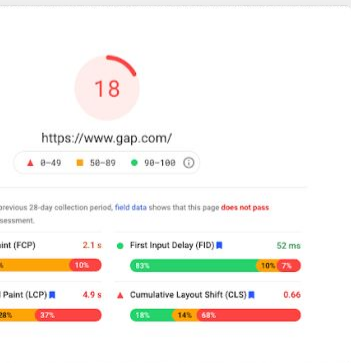 18
https://www.gap.com/
0–49 50–89 90–100
previous 28-day collection period, field data shows that this page does not pass
sessment.
int (FCP) 2.1 s First Input Delay (FID) 52 ms
% 10% 83% 10% 7%
l Paint (LCP) 4.9 s Cumulative Layout Shift (CLS) 0.66
28% 37% 18% 14% 68%